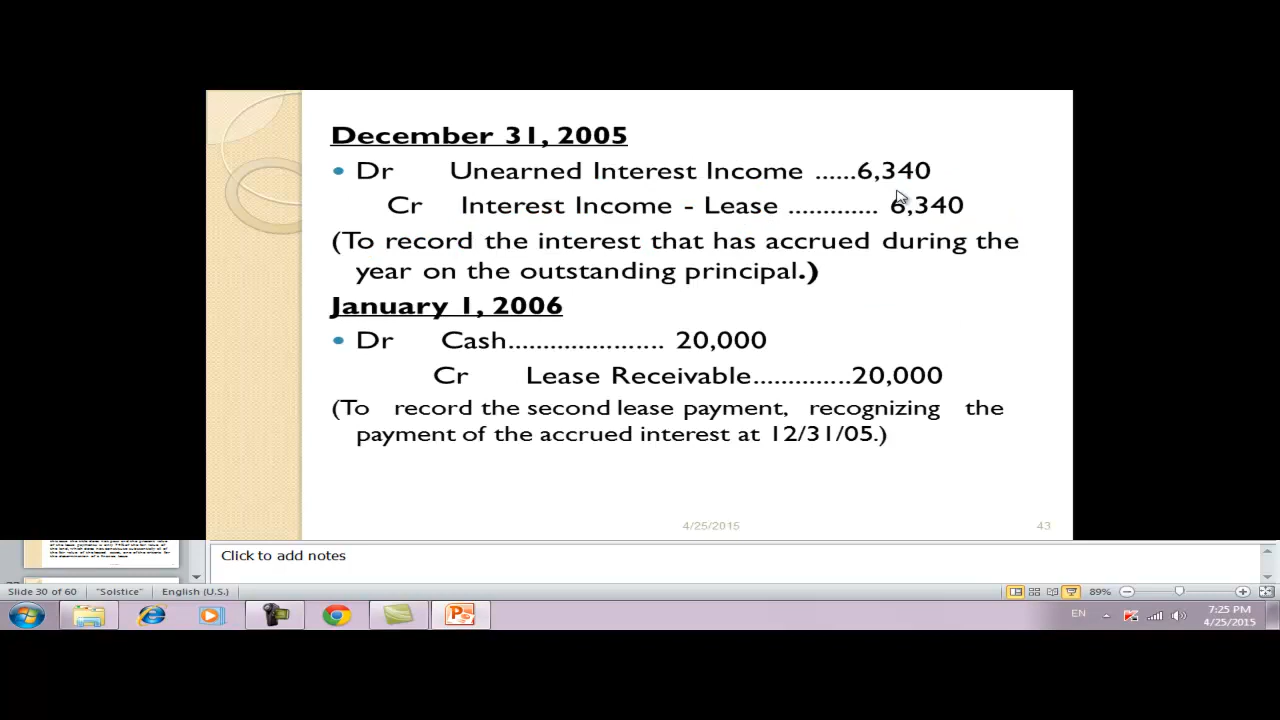 December 31, 2005
• Dr Unearned Interest Income ......6,340
Cr Interest Income - Lease ............. 6,340
(To record the interest that has accrued during the
year on the outstanding principal.)
January 1, 2006
• Dr Cash...................... 20,000
Cr Lease Receivable..............20,000
(To record the second lease payment, recognizing the
payment of the accrued interest at 12/31/05.)
4/25/2015 43
Click to add notes
Slide 30 of 60 "Solstice" English (U.S.) 89%
EN 7:25 PM
4/25/2015